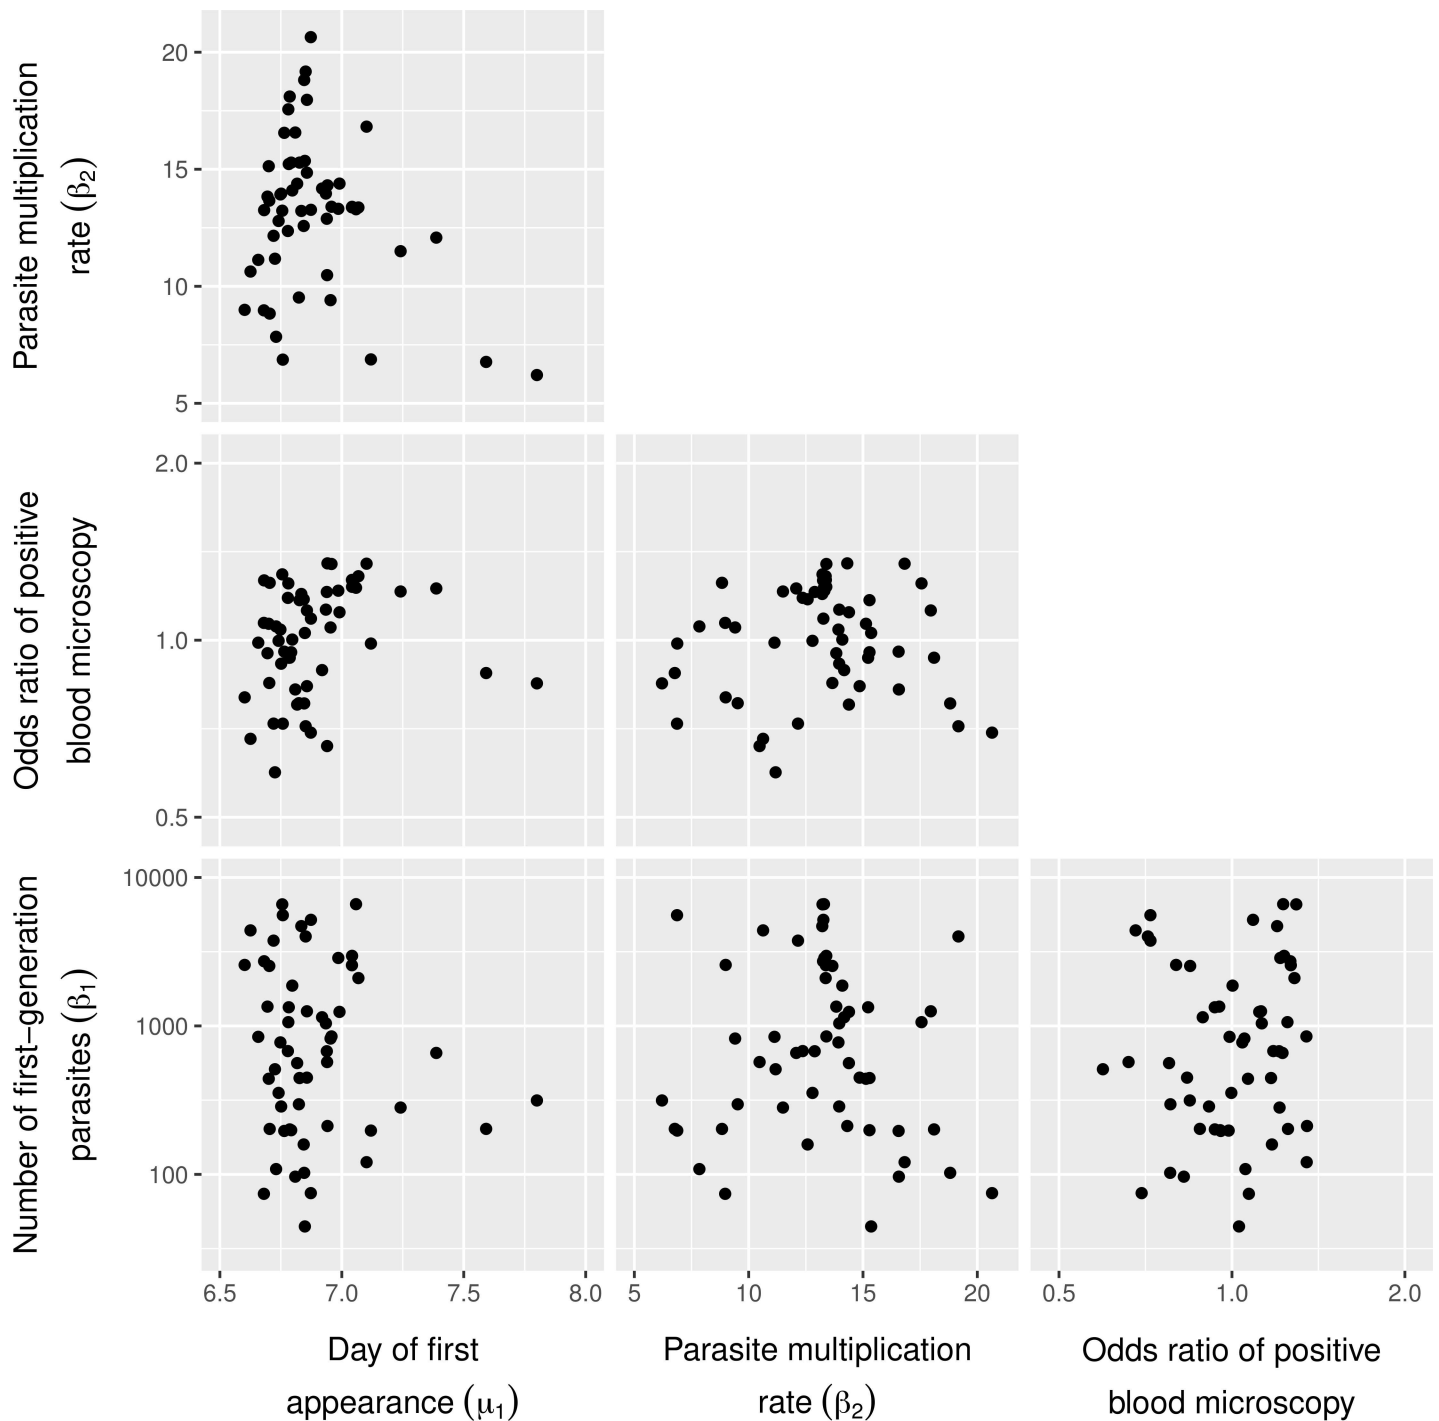 Parasite multiplication
rate (β₂)
20
15
10
5
Odds ratio of positive
blood microscopy
2.0
1.0
0.5
Number of first–generation
parasites (β₁)
10000
1000
100
6.5 7.0 7.5 8.0
5 10 15 20
0.5 1.0 2.0
Day of first
appearance (μ₁)
Parasite multiplication
rate (β₂)
Odds ratio of positive
blood microscopy